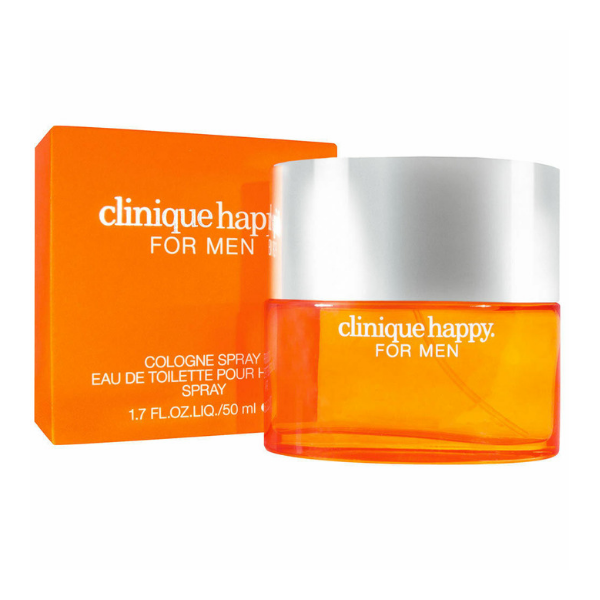 clinique hap
FOR MEN
COLOGNE SPRAY
EAU DE TOILETTE POUR H
SPRAY
1.7 FL.OZ.LIQ./50 ml
clinique happy.
FOR MEN